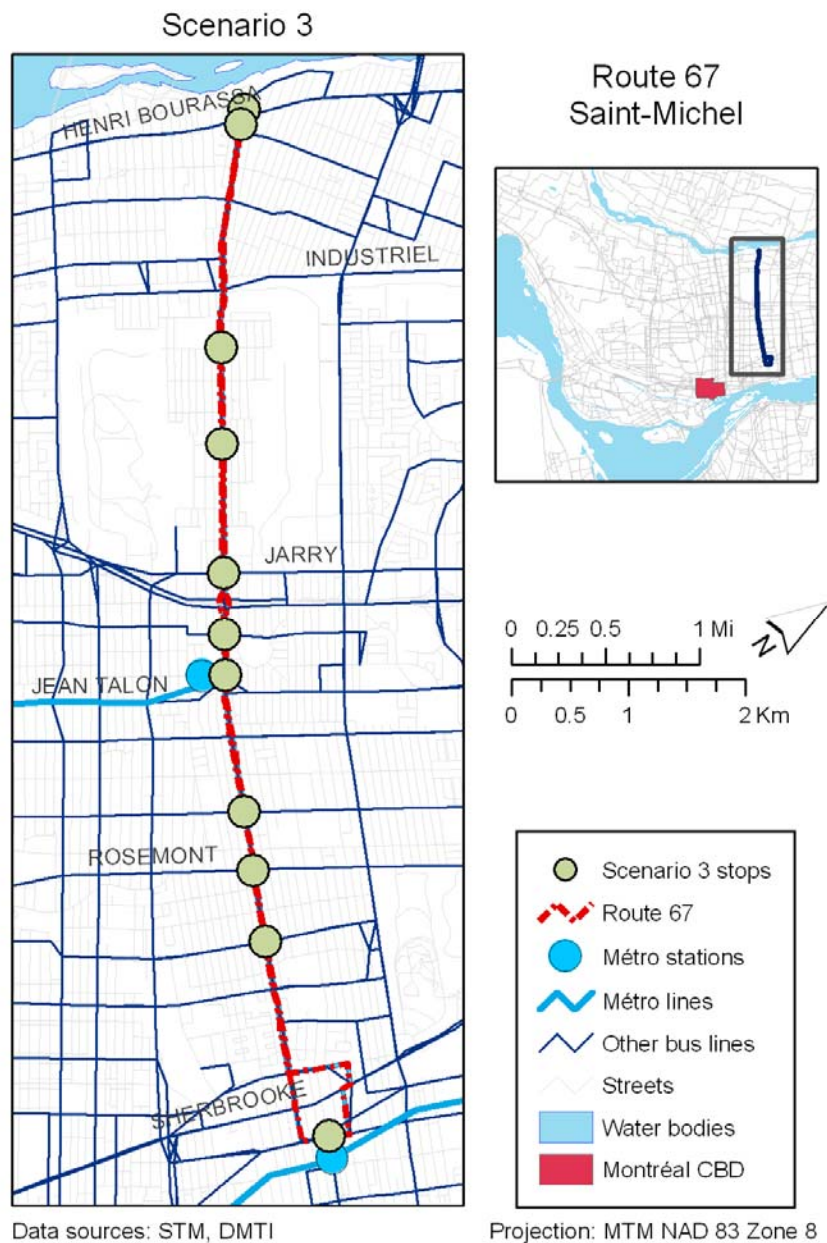 Scenario 3
HENRI BOURASSA
INDUSTRIEL
JARRY
JEAN TALON
ROSEMONT
SHERBROOKE
Route 67
Saint-Michel
0 0.25 0.5 1 Mi
0 0.5 1 2 Km
N
Scenario 3 stops
Route 67
Métro stations
Métro lines
Other bus lines
Streets
Water bodies
Montréal CBD
Data sources: STM, DMTI
Projection: MTM NAD 83 Zone 8